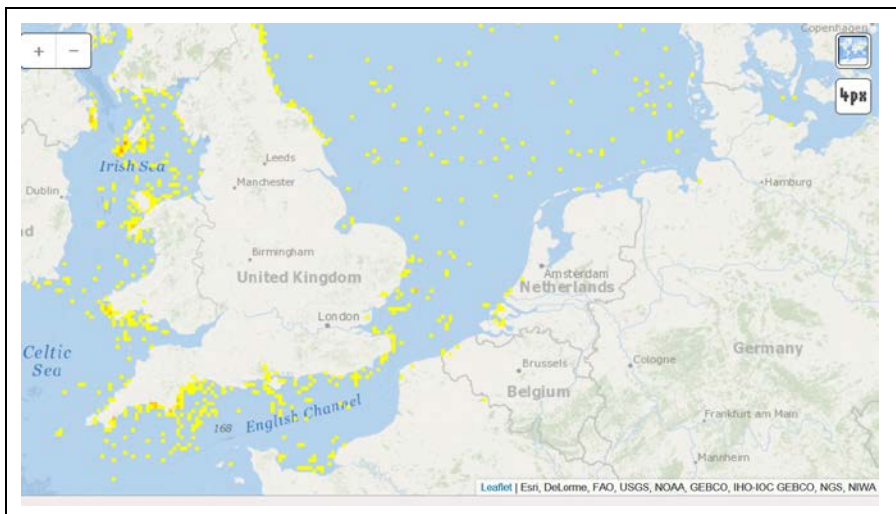 Copenhagen
+ −
4px
Irish Sea
Leeds
Dublin
Manchester
Hamburg
Birmingham
United Kingdom
Amsterdam
Netherlands
London
Celtic
Sea
Brussels
Cologne
Germany
Belgium
English Channel
168
Frankfurt am Main
Mannheim
Leaflet | Esri, DeLorme, FAO, USGS, NOAA, GEBCO, IHO-IOC GEBCO, NGS, NIWA